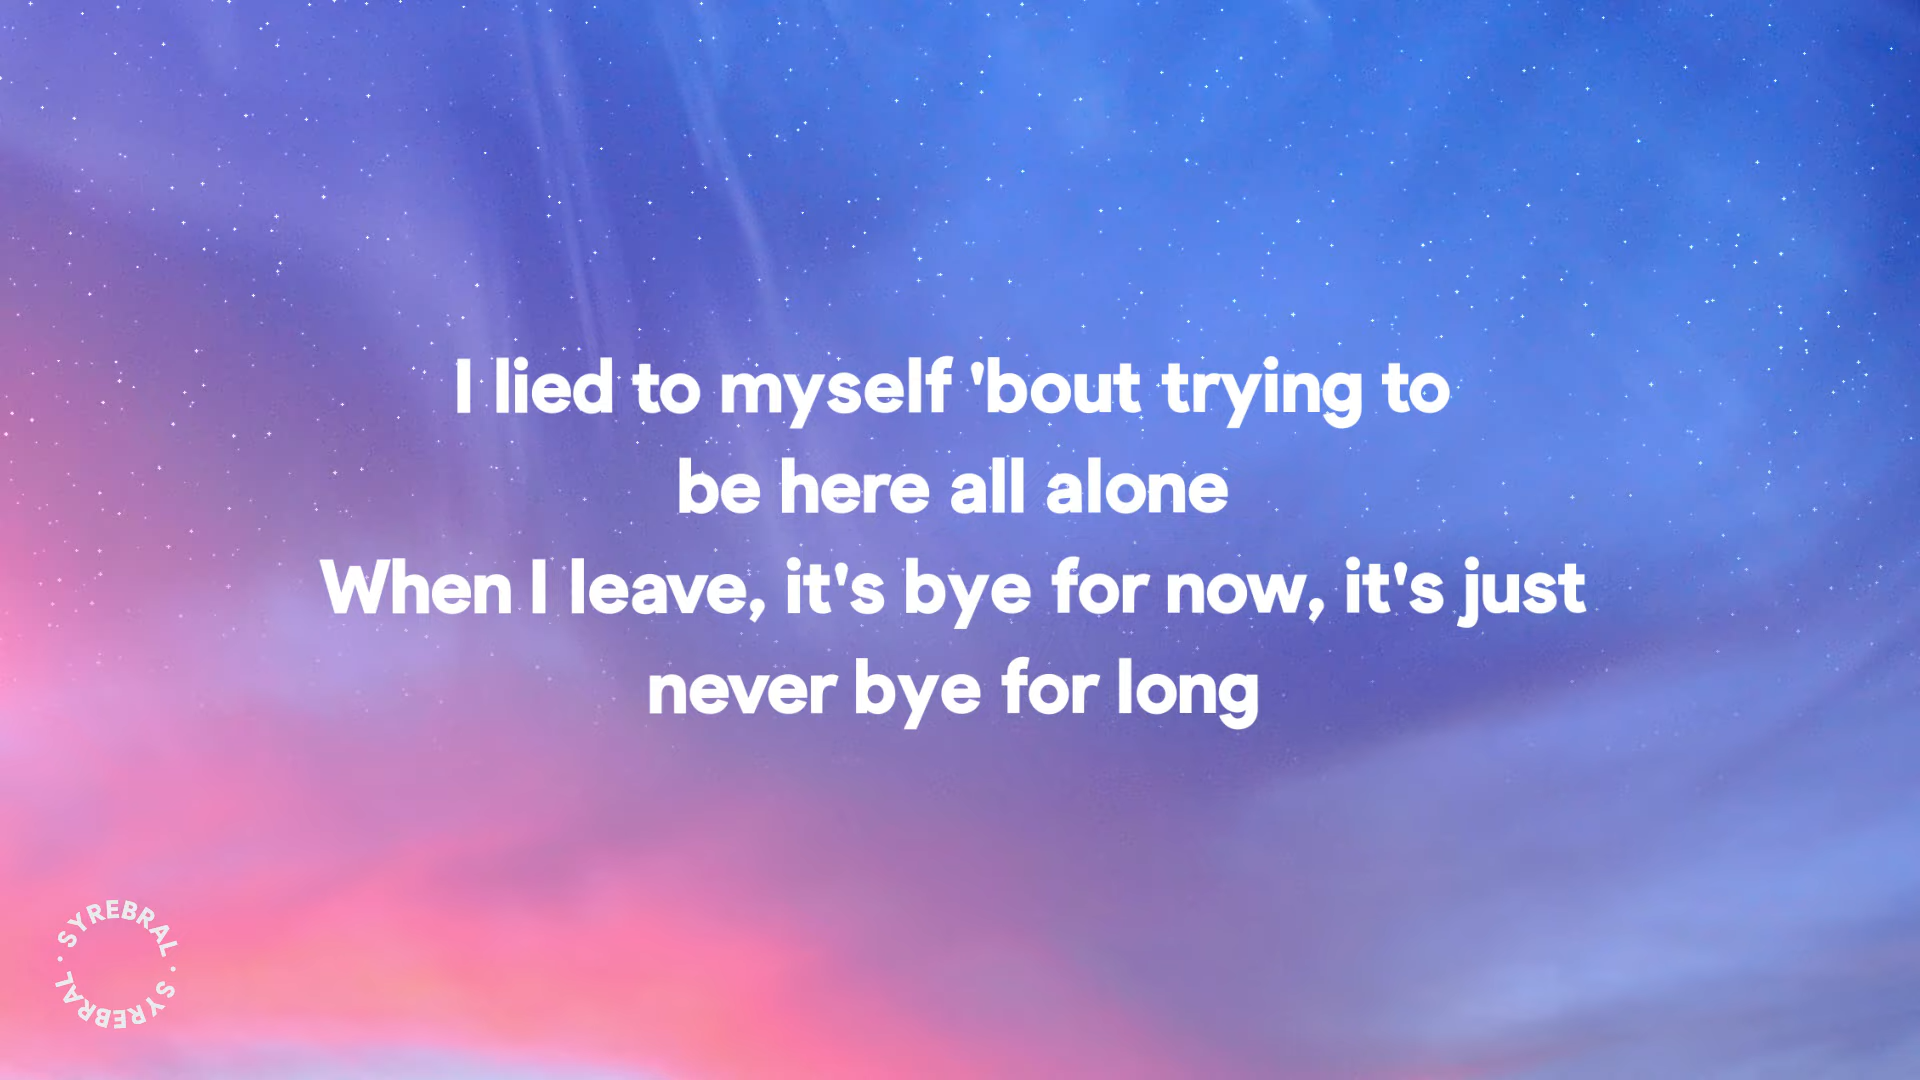 I lied to myself 'bout trying to
be here all alone
When I leave, it's bye for now, it's just
never bye for long
SYREBRAL · SYREBRAL ·